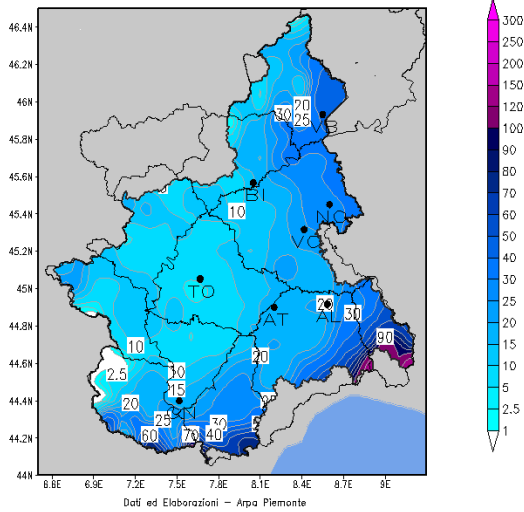 46.4N
46.2N
46N
45.8N
45.6N
45.4N
45.2N
45N
44.8N
44.6N
44.4N
44.2N
44N
6.6E
6.9E
7.2E
7.5E
7.8E
8.1E
8.4E
8.7E
9E
30
20
25
VB
BI
10
NO
VC
TO
AT
20
AL
30
90
10
2.5
20
10
15
CN
25
60
70
30
40
20
300
250
200
150
120
100
90
80
70
60
50
40
35
30
25
20
15
10
5
2.5
1
Dati ed Elaborazioni – Arpa Piemonte